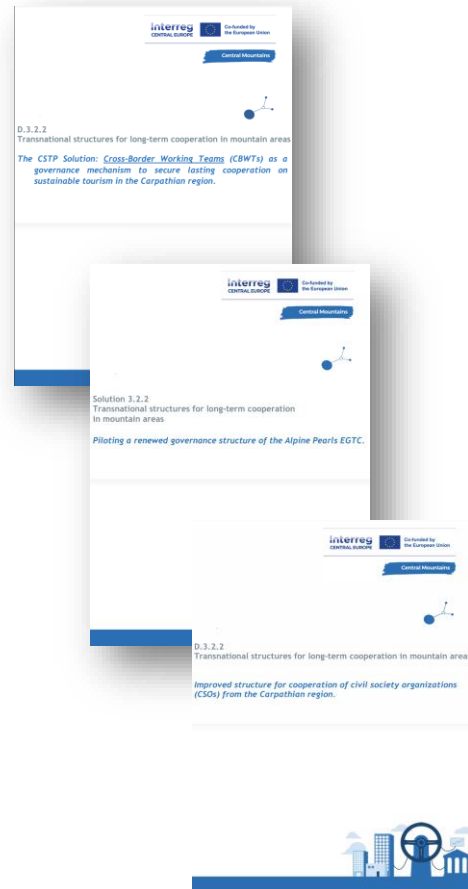 Interreg
CENTRAL EUROPE
Co-funded by
the European Union
Central Mountains
D.3.2.2
Transnational structures for long-term cooperation in mountain areas
The CSTP Solution: Cross-Border Working Teams (CBWTs) as a
governance mechanism to secure lasting cooperation on
sustainable tourism in the Carpathian region.
Interreg
CENTRAL EUROPE
Co-funded by
the European Union
Central Mountains
Solution 3.2.2
Transnational structures for long-term cooperation
in mountain areas
Piloting a renewed governance structure of the Alpine Pearls EGTC.
Interreg
CENTRAL EUROPE
Co-funded by
the European Union
Central Mountains
D.3.2.2
Transnational structures for long-term cooperation in mountain area
Improved structure for cooperation of civil society organizations
(CSOs) from the Carpathian region.